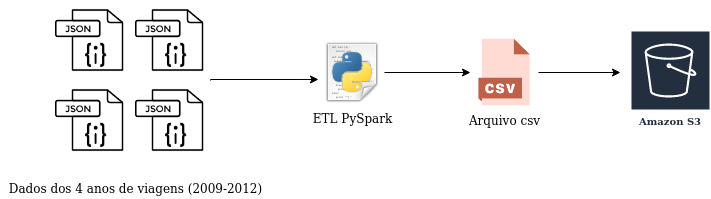 JSON
JSON
JSON
JSON
ETL PySpark
CSV
Arquivo csv
Amazon S3
Dados dos 4 anos de viagens (2009-2012)